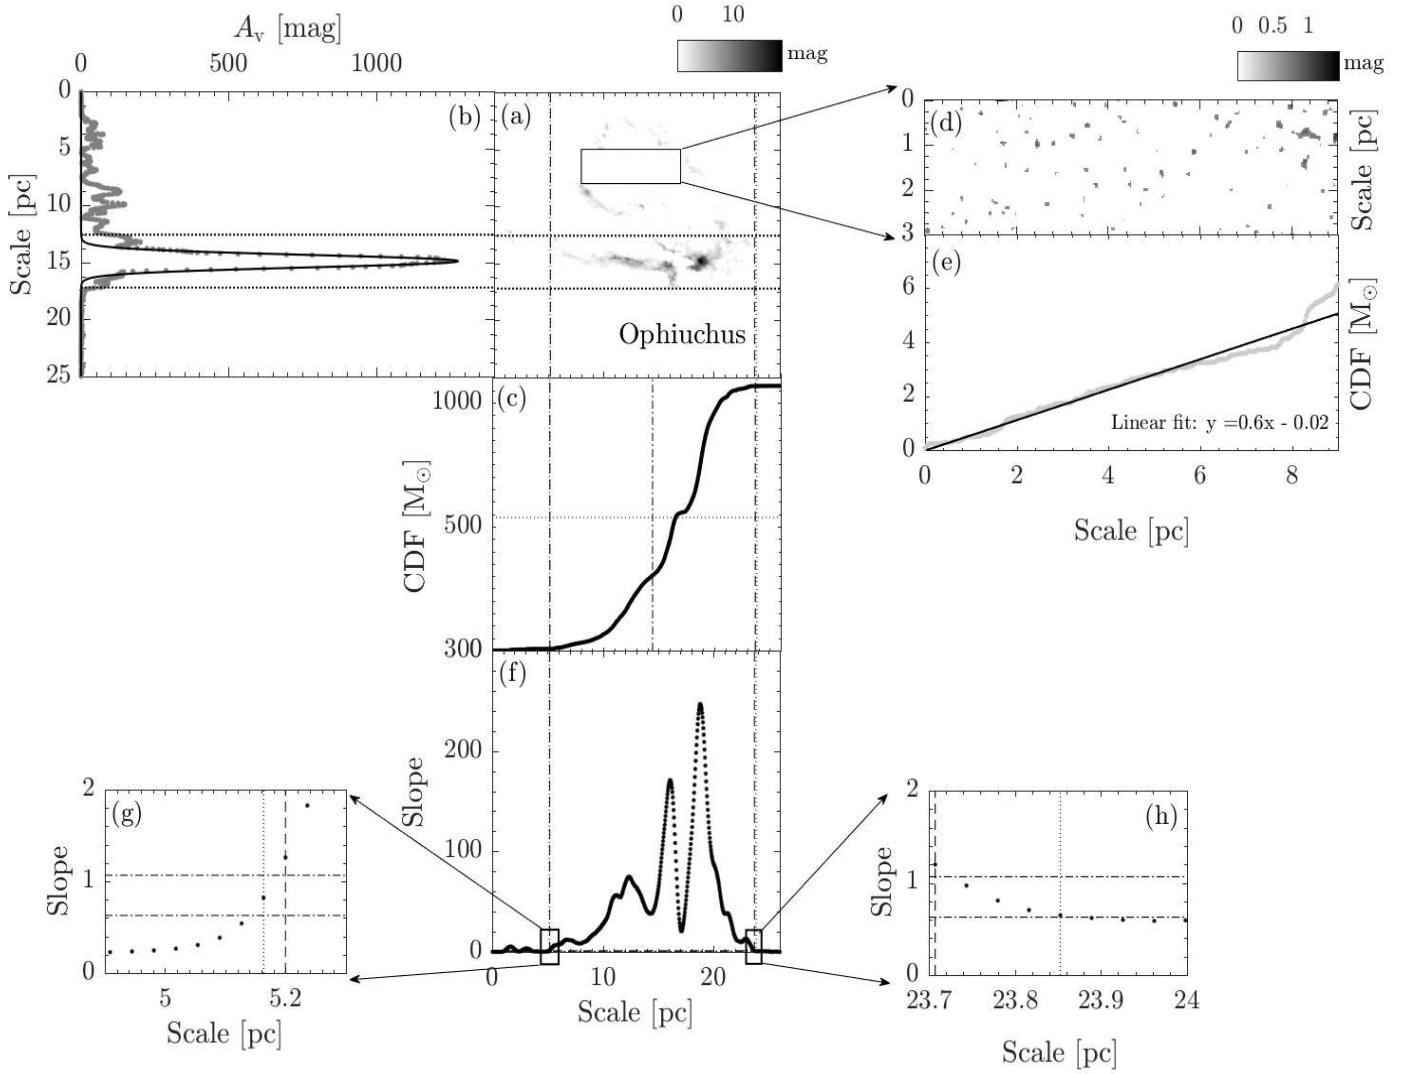 A_v [mag]
0 500 1000
0 10
mag
0 0.5 1
mag
(b)
0
5
10
15
20
25
Scale [pc]
(a)
Ophiuchus
(d)
0
1
2
3
Scale [pc]
(e)
6
4
2
0
CDF [M⊙]
Linear fit: y =0.6x - 0.02
0 2 4 6 8
Scale [pc]
(c)
1000
500
300
CDF [M⊙]
(f)
200
100
0
Slope
0 10 20
Scale [pc]
(g)
2
1
0
Slope
5 5.2
Scale [pc]
(h)
2
1
0
Slope
23.7 23.8 23.9 24
Scale [pc]